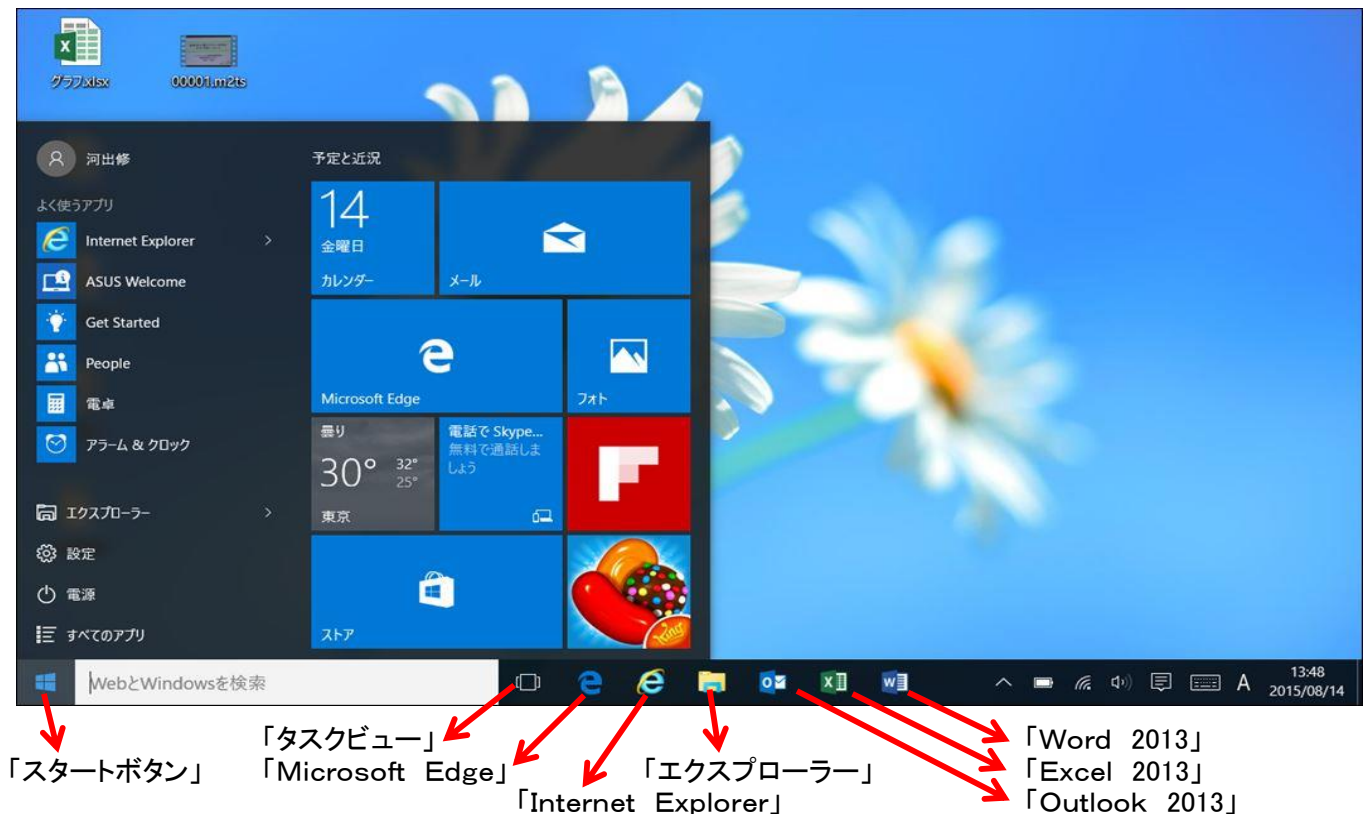 グラフ.xlsx
00001.m2ts
河出修
よく使うアプリ
Internet Explorer
ASUS Welcome
Get Started
People
電卓
アラーム & クロック
エクスプローラー
設定
電源
すべてのアプリ
予定と近況
14
金曜日
カレンダー
メール
Microsoft Edge
フォト
曇り
30° 32°
25°
東京
電話で Skype...
無料で通話しま
しょう
ストア
King
WebとWindowsを検索
A
13:48
2015/08/14
「スタートボタン」
「タスクビュー」
「Microsoft Edge」
「Internet Explorer」
「エクスプローラー」
「Word 2013」
「Excel 2013」
「Outlook 2013」